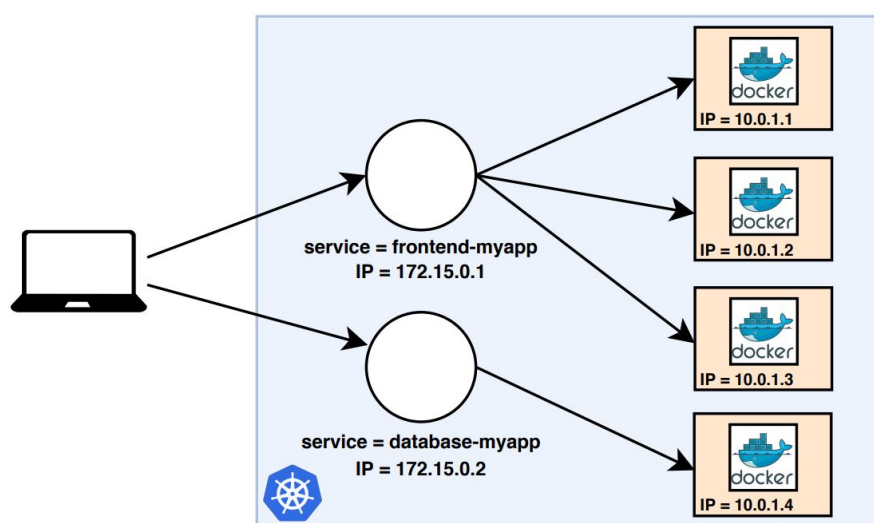 docker
IP = 10.0.1.1
docker
IP = 10.0.1.2
service = frontend-myapp
IP = 172.15.0.1
docker
IP = 10.0.1.3
service = database-myapp
IP = 172.15.0.2
docker
IP = 10.0.1.4